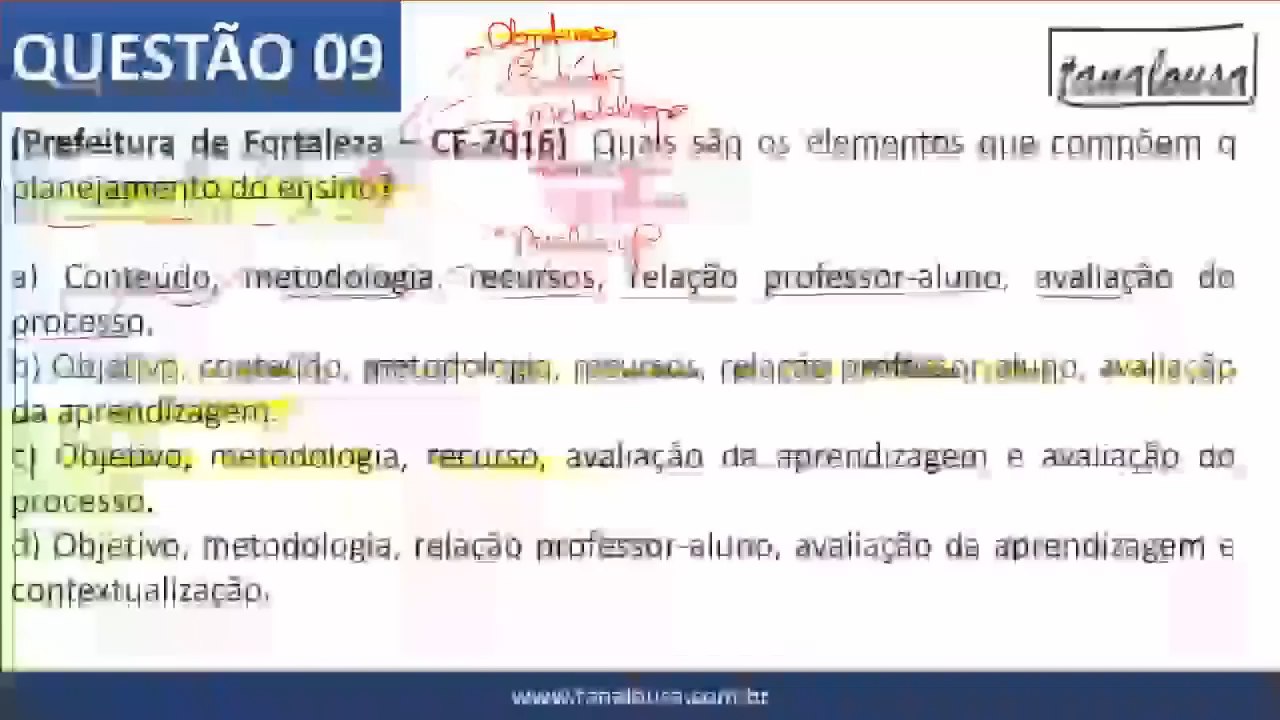 QUESTÃO 09
Objetivos
Conteúdos
metodologia
tanalousa
(Prefeitura de Fortaleza – CE-2016) Quais são os elementos que compõem o
planejamento do ensino?
a) Conteúdo, metodologia, recursos, relação professor-aluno, avaliação do
processo.
b) Objetivo, conteúdo, metodologia, recursos, relação professor-aluno, avaliação
da aprendizagem.
c) Objetivo, metodologia, recurso, avaliação da aprendizagem e avaliação do
processo.
d) Objetivo, metodologia, relação professor-aluno, avaliação da aprendizagem e
contextualização.
www.tanalousa.com.br